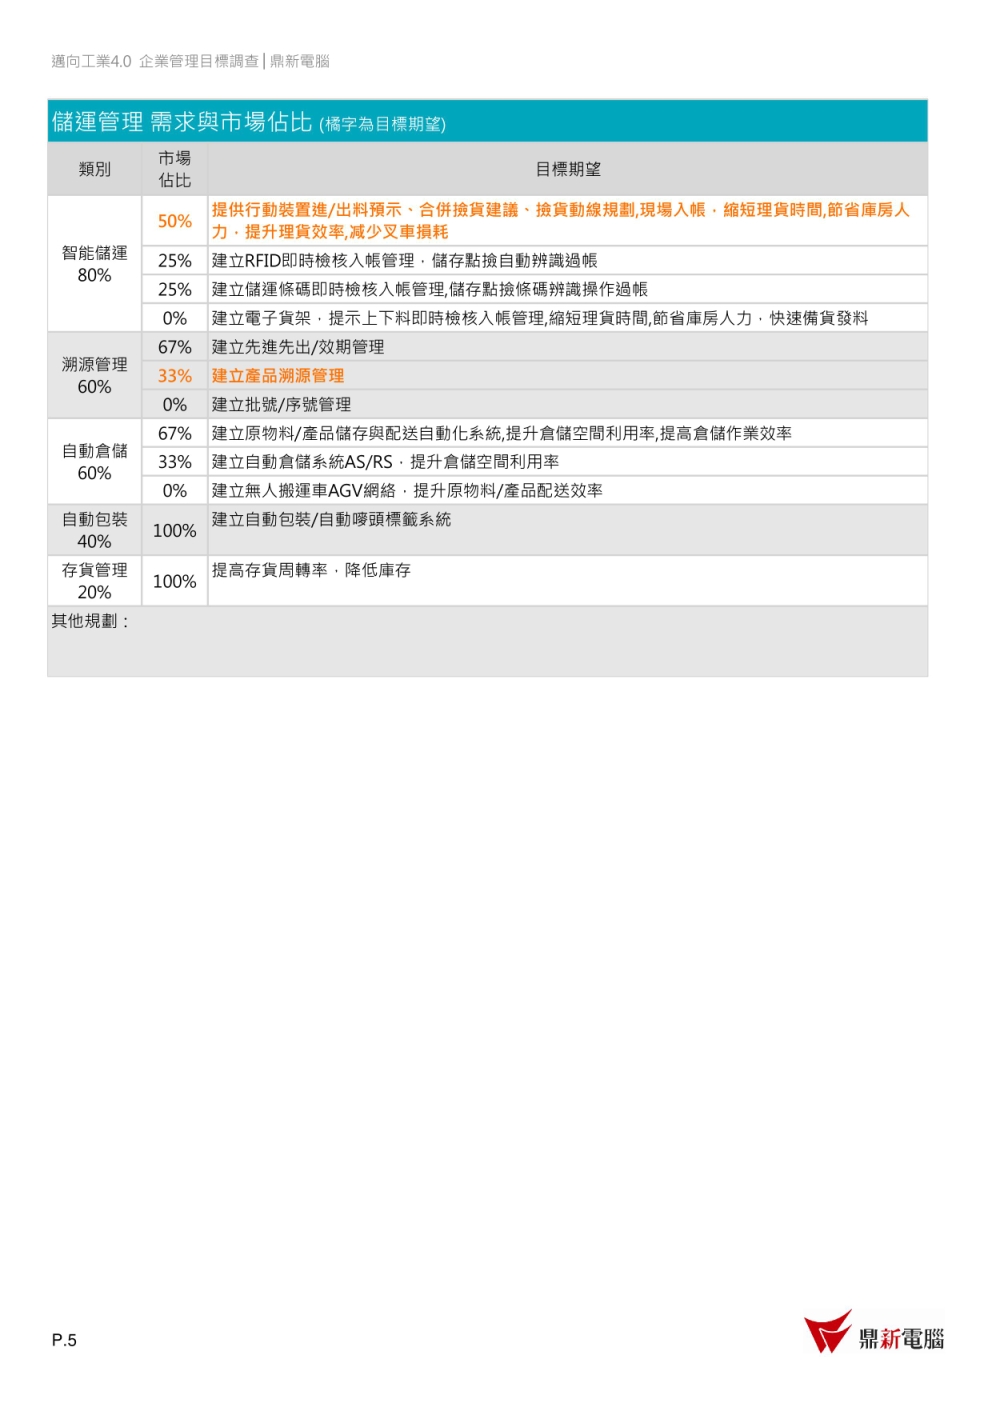 邁向工業4.0 企業管理目標調查│鼎新電腦
儲運管理 需求與市場佔比 (橘字為目標期望)
類別
市場
佔比
目標期望
智能儲運
80%
50%
提供行動裝置進/出料預示、合併撿貨建議、撿貨動線規劃,現場入帳，縮短理貨時間,節省庫房人
力，提升理貨效率,減少叉車損耗
25% 建立RFID即時檢核入帳管理，儲存點撿自動辨識過帳
25% 建立儲運條碼即時檢核入帳管理,儲存點撿條碼辨識操作過帳
0% 建立電子貨架，提示上下料即時檢核入帳管理,縮短理貨時間,節省庫房人力，快速備貨發料
溯源管理
60%
67% 建立先進先出/效期管理
33% 建立產品溯源管理
0% 建立批號/序號管理
自動倉儲
60%
67% 建立原物料/產品儲存與配送自動化系統,提升倉儲空間利用率,提高倉儲作業效率
33% 建立自動倉儲系統AS/RS，提升倉儲空間利用率
0% 建立無人搬運車AGV網絡，提升原物料/產品配送效率
自動包裝
40%
100%
建立自動包裝/自動嘜頭標籤系統
存貨管理
20%
100%
提高存貨周轉率，降低庫存
其他規劃：
P.5
鼎新電腦